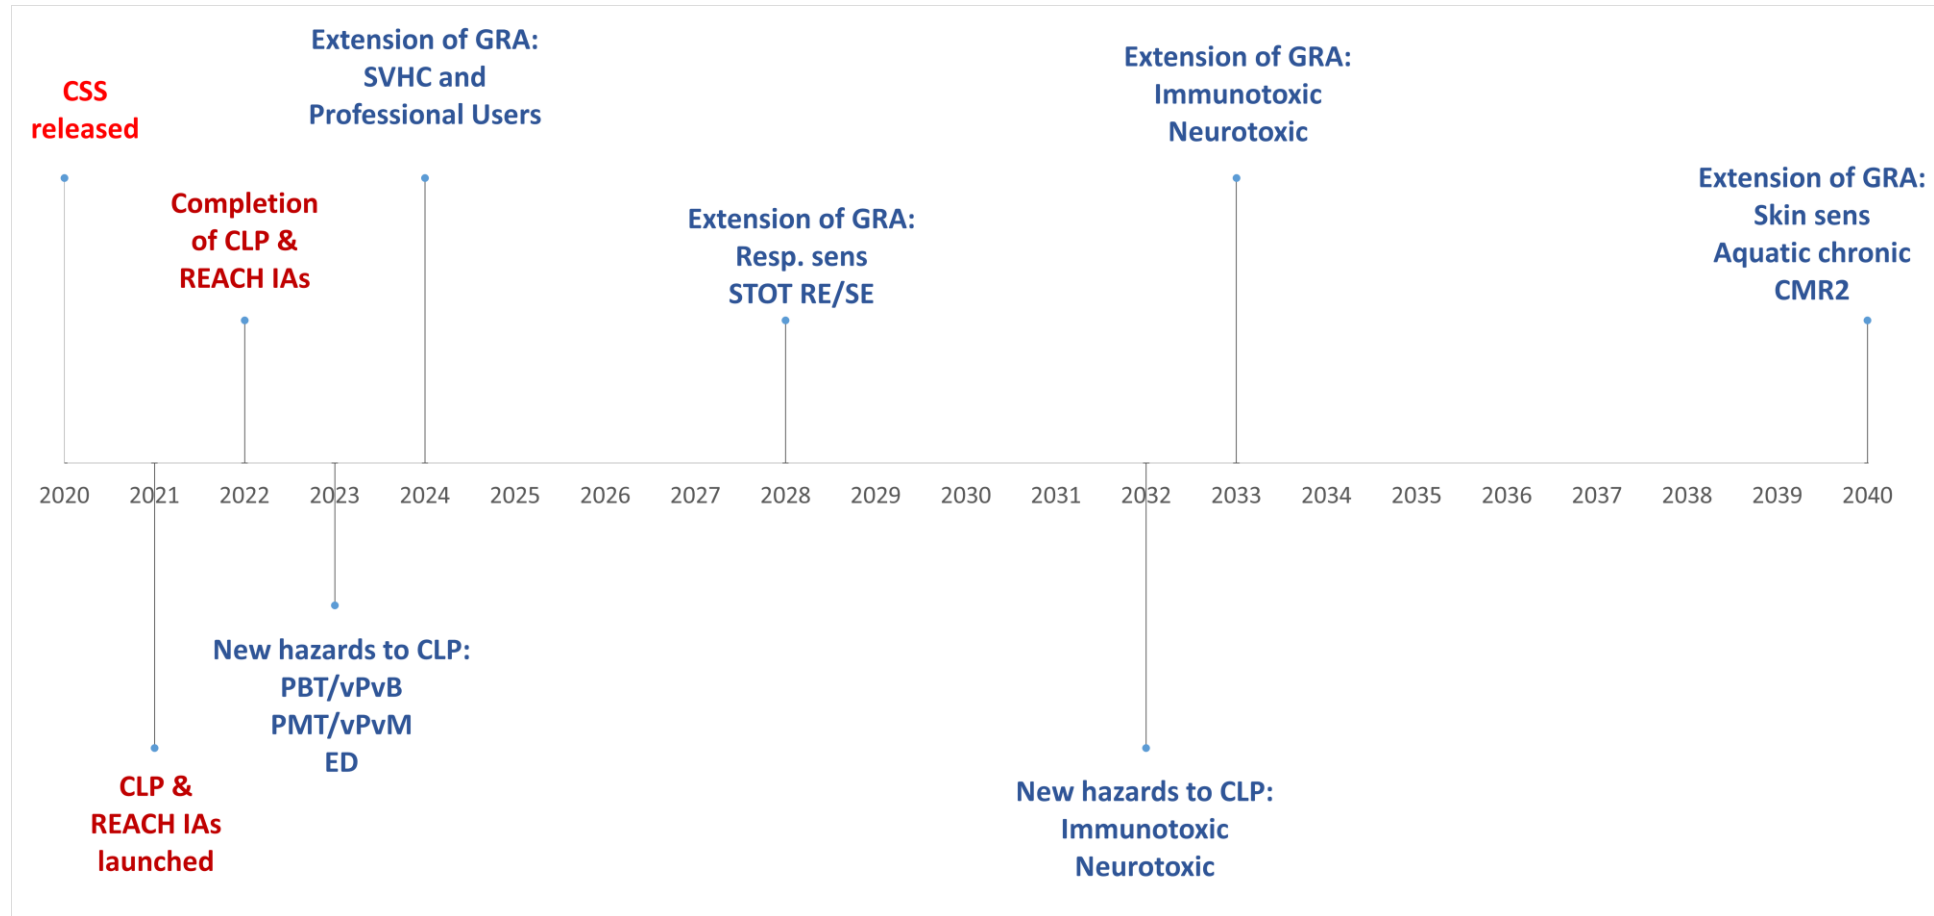 CSS
released
Completion
of CLP &
REACH IAs
Extension of GRA:
SVHC and
Professional Users
Extension of GRA:
Resp. sens
STOT RE/SE
Extension of GRA:
Immunotoxic
Neurotoxic
Extension of GRA:
Skin sens
Aquatic chronic
CMR2
2020 2021 2022 2023 2024 2025 2026 2027 2028 2029 2030 2031 2032 2033 2034 2035 2036 2037 2038 2039 2040
CLP &
REACH IAs
launched
New hazards to CLP:
PBT/vPvB
PMT/vPvM
ED
New hazards to CLP:
Immunotoxic
Neurotoxic